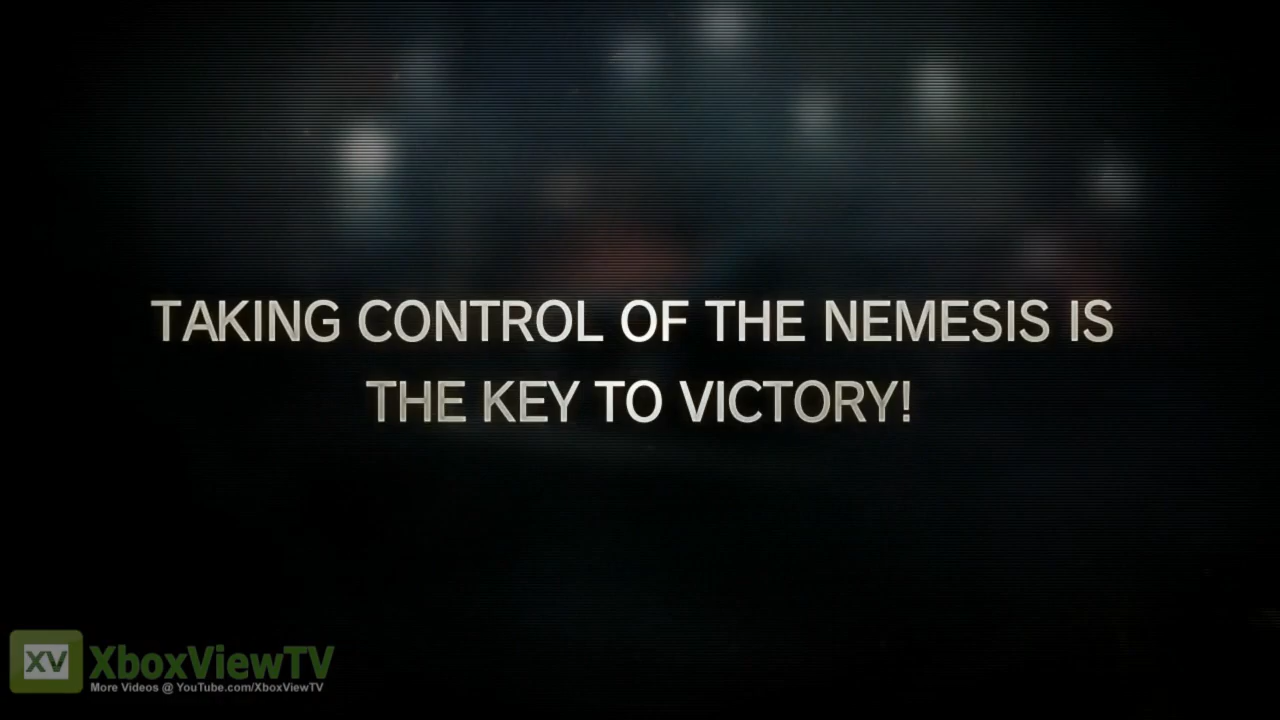 TAKING CONTROL OF THE NEMESIS IS
THE KEY TO VICTORY!
XV XboxViewTV
More Videos @ YouTube.com/XboxViewTV